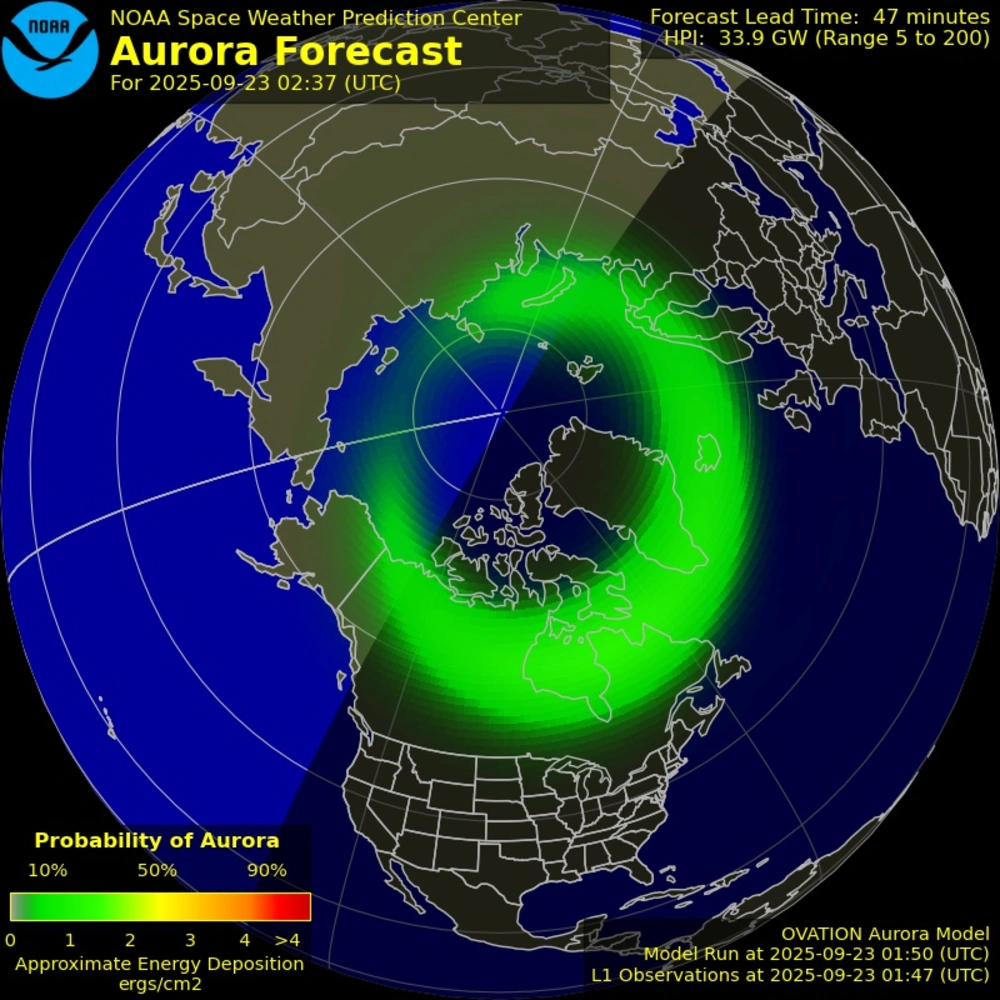 NOAA
NOAA Space Weather Prediction Center
Aurora Forecast
For 2025-09-23 02:37 (UTC)
Forecast Lead Time: 47 minutes
HPI: 33.9 GW (Range 5 to 200)
Probability of Aurora
10% 50% 90%
0 1 2 3 4 >4
Approximate Energy Deposition
ergs/cm2
OVATION Aurora Model
Model Run at 2025-09-23 01:50 (UTC)
L1 Observations at 2025-09-23 01:47 (UTC)